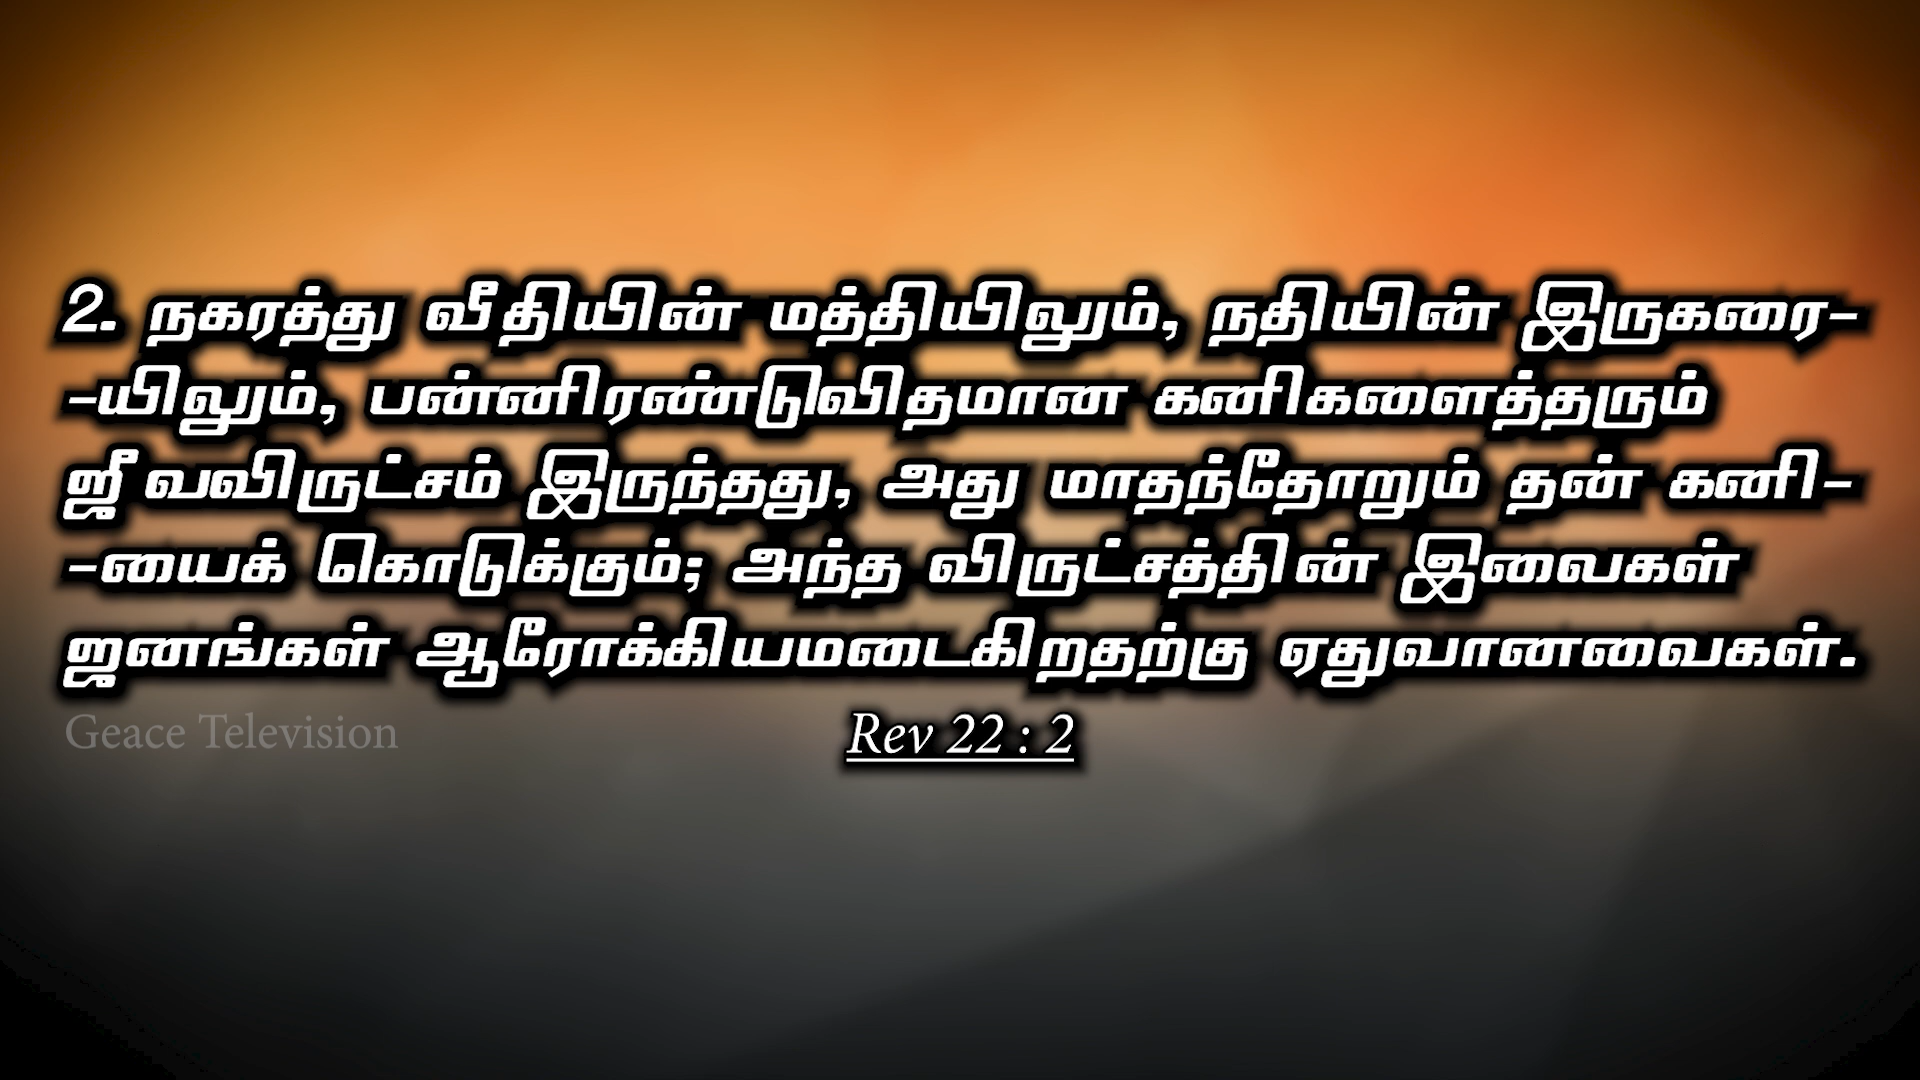 2. நகரத்து வீதியின் மத்தியிலும், நதியின் இருகரை-
-யிலும், பன்னிரண்டுவிதமான கனிகளைத்தரும்
ஜீவவிருட்சம் இருந்தது, அது மாதந்தோறும் தன் கனி-
-யைக் கொடுக்கும்; அந்த விருட்சத்தின் இவைகள்
ஜனங்கள் ஆரோக்கியமடைகிறதற்கு ஏதுவானவைகள்.
Rev 22 : 2
Geace Television